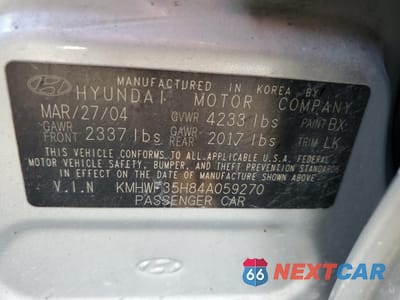 MANUFACTURED IN KOREA BY
HYUNDAI MOTOR COMPANY
MAR/27/04 GVWR 4233 lbs PAINT BX
GAWR FRONT 2337 lbs GAWR REAR 2017 lbs TRIM LK
THIS VEHICLE CONFORMS TO ALL APPLICABLE U.S.A. FEDERAL
MOTOR VEHICLE SAFETY, BUMPER, AND THEFT PREVENTION
STANDARDS IN EFFECT ON THE DATE OF MANUFACTURE SHOWN ABOVE.
V.I.N KMHWF35H84A059270
PASSENGER CAR
66 NEXTCAR